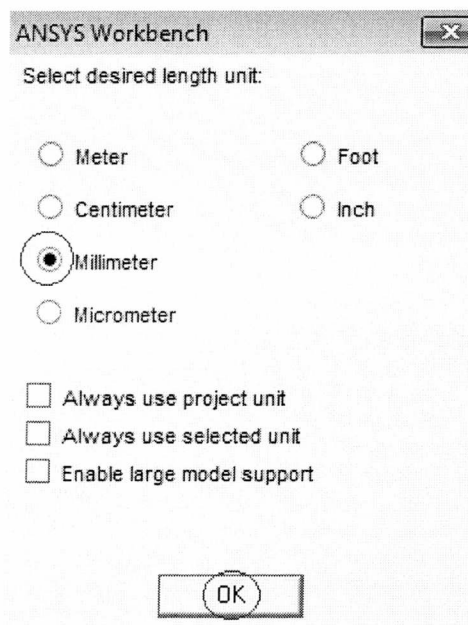 ANSYS Workbench
Select desired length unit:
Meter
Foot
Centimeter
Inch
Millimeter
Micrometer
Always use project unit
Always use selected unit
Enable large model support
OK